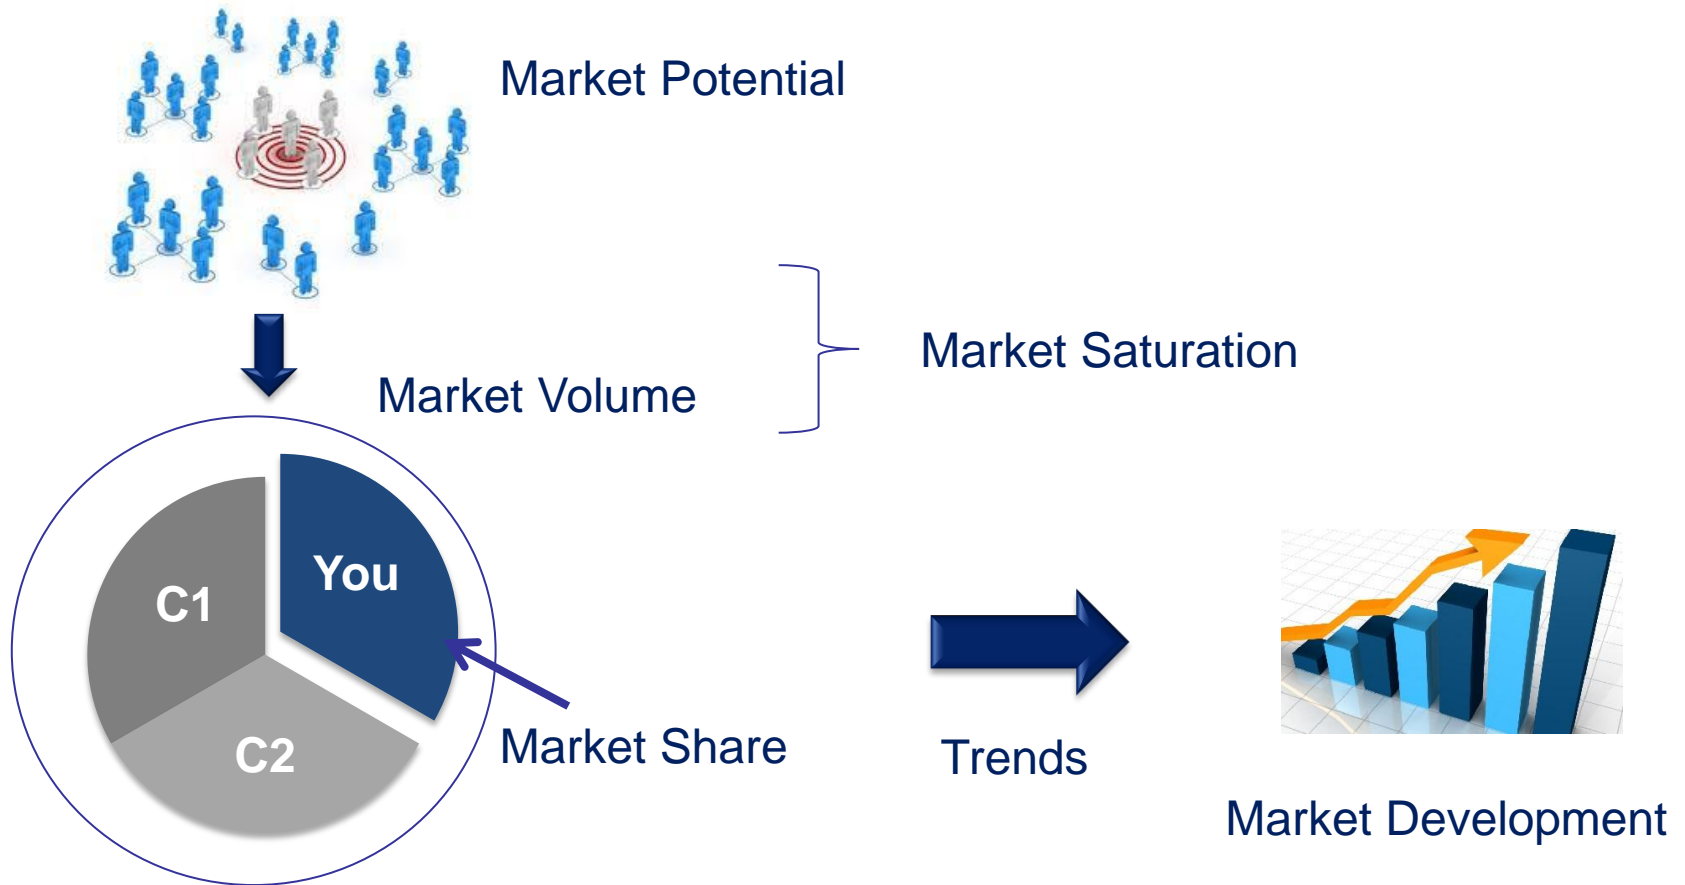 Market Potential
Market Saturation
Market Volume
You
C1
C2
Market Share
Trends
Market Development